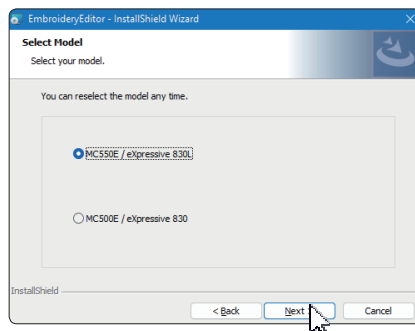 EmbroideryEditor - InstallShield Wizard
Select Model
Select your model.
You can reselect the model any time.
MC550E / eXpressive 830L
MC500E / eXpressive 830
InstallShield
< Back
Next >
Cancel